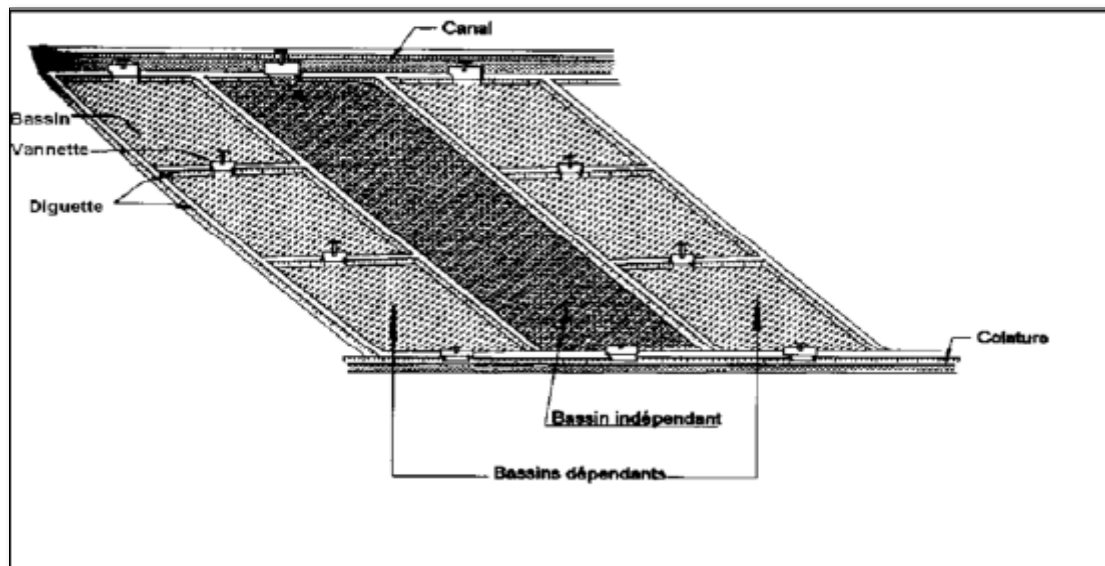 Canal
Bassin
Vannette
Diguette
Colature
Bassin indépendant
Bassins dépendants